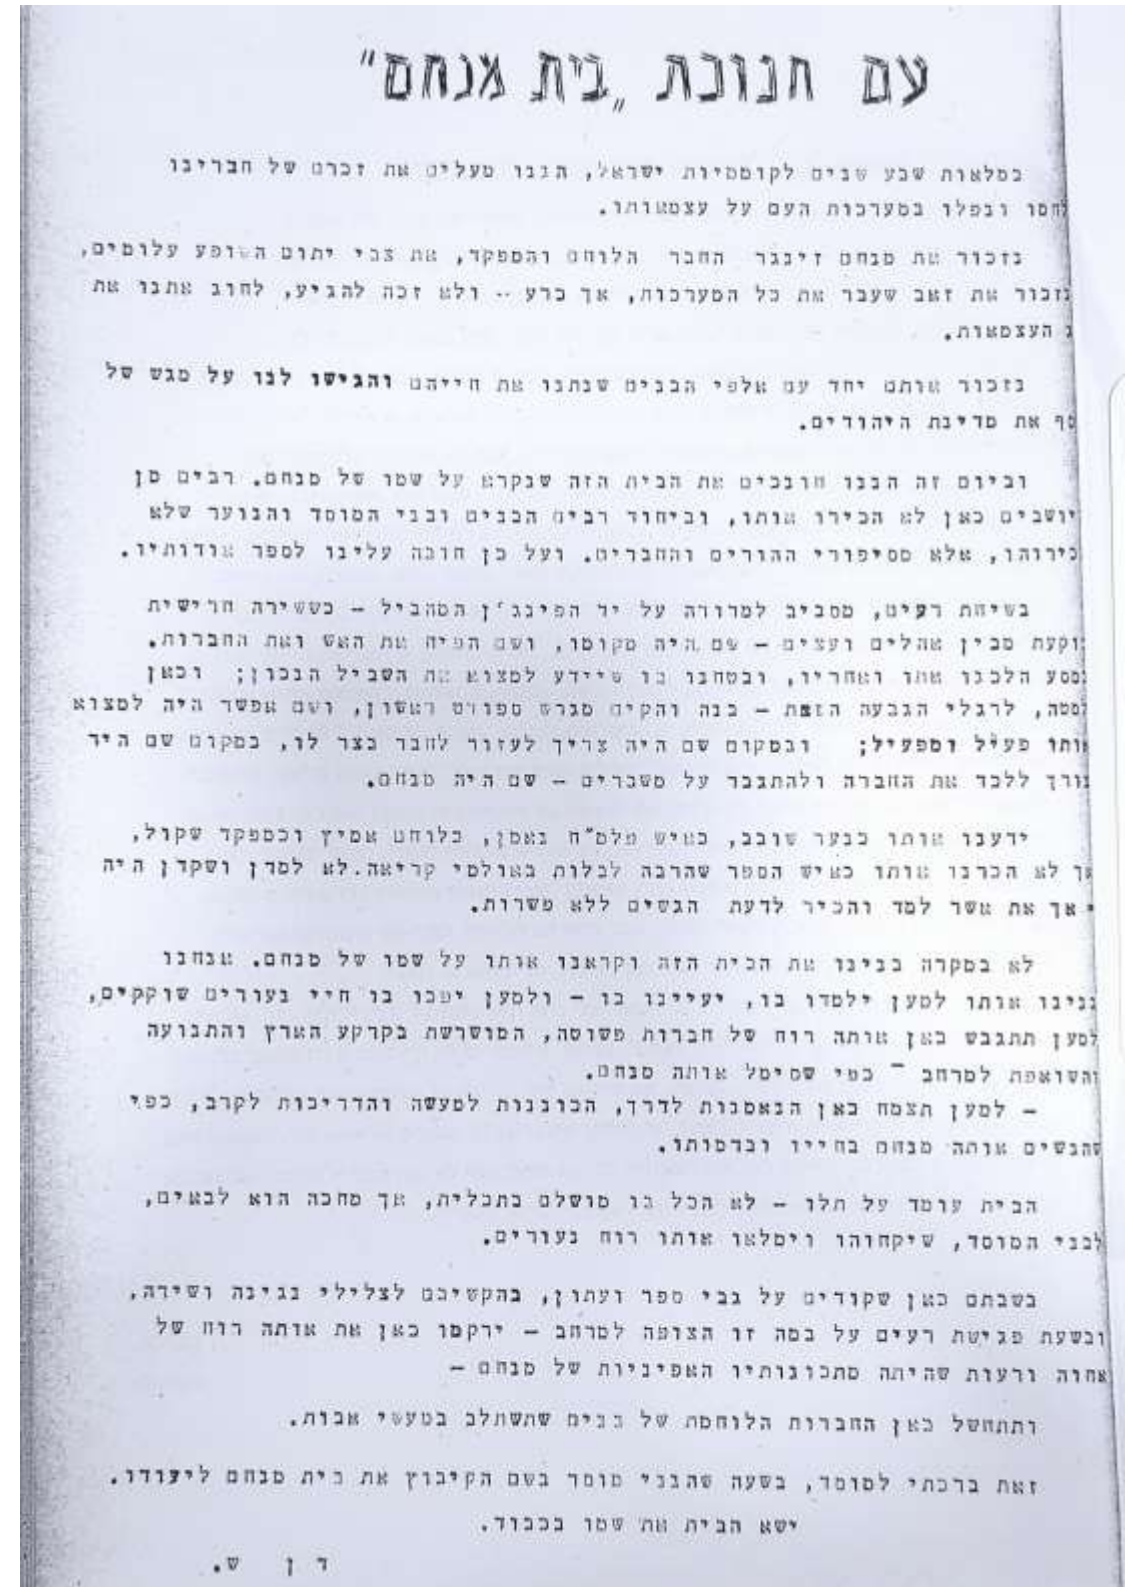 עם חנוכת „בית מנחם"
במלאות שבע שנים לקוממיות ישראל, הננו מעלים את זכרם של חברינו
לחמו ונפלו במערכות העם על עצמאותו.
נזכור את מנחם זינגר החבר הלוחם והמפקד, את צבי יתום השופע עלומים,
נזכור את זאב שעבר את כל המערכות, אך כרע -- ולא זכה להגיע, לחוג אתנו את
העצמאות.
נזכור אותם יחד עם אלפי הבנים שנתנו את חייהם והגישו לנו על מגש של
כסף את מדינת היהודים.
וביום זה הננו חונכים את הבית הזה שנקרא על שמו של מנחם. רבים מן
היושבים כאן לא הכירו אותו, וביחוד רבים הבנים ובני המוסד והנוער שלא
הכירוהו, אלא מסיפורי ההורים והחברים. ועל כן חובה עלינו לספר אודותיו.
בשיחת רעים, מסביב למדורה על יד הפינג'ן המהביל - כששירה חרישית
בוקעת מבין אהלים ועצים - שם היה מקומו, ושם הפיח את האש ואת החברות.
במסע הלכנו אתו ואחריו, ובטחנו בו שיידע למצוא את השביל הנכון; וכאן
למטה, לרגלי הגבעה הזאת - בנה והקים מגרש ספורט ראשון, ושם אפשר היה למצוא
אותו פעיל ומפעיל; ובמקום שם היה צריך לעזור לחבר בצר לו, במקום שם היה
צורך ללכד את החברה ולהתגבר על משברים - שם היה מנחם.
ידענו אותו כנער שובב, כאיש פלמ"ח נאמן, כלוחם אמיץ וכמפקד שקול,
אך לא הכרנו אותו כאיש הספר שהרבה לבלות באולמי קריאה. לא למדן ושקדן היה
אך את אשר למד והכיר לדעת הגשים ללא פשרות.
לא במקרה בנינו את הבית הזה וקראנו אותו על שמו של מנחם. אנחנו
בנינו אותו למען ילמדו בו, יעיינו בו - ולמען יפכו בו חיי נעורים שוקקים,
למען תתגבש כאן אותה רוח של חברות פשוטה, המושרשת בקרקע הארץ והתנועה
והשואפת למרחב - כפי שסימל אותה מנחם.
- למען תצמח כאן הנאמנות לדרך, הכוננות למעשה והדריכות לקרב, כפי
שהגשים אותה מנחם בחייו ובדמותו.
הבית עומד על תלו - לא הכל בו מושלם בתכלית, אך מחכה הוא לבאים,
לבני המוסד, שיקחוהו וימלאו אותו רוח נעורים.
בשבתם כאן שקודים על גבי ספר ועתון, בהקשיבם לצלילי נגינה ושירה,
ובשעת פגישת רעים על במה זו הצופה למרחב - ירקמו כאן את אותה רוח של
אחוה ורעות שהיתה מתכונותיו האפיניות של מנחם -
ותתחשל כאן החברות הלוחמת של בנים שתשתלב במעשי אבות.
זאת ברכתי למוסד, בשעה שהנני מוסר בשם הקיבוץ את בית מנחם ליעודו.
ישא הבית את שמו בכבוד.
דן ש.